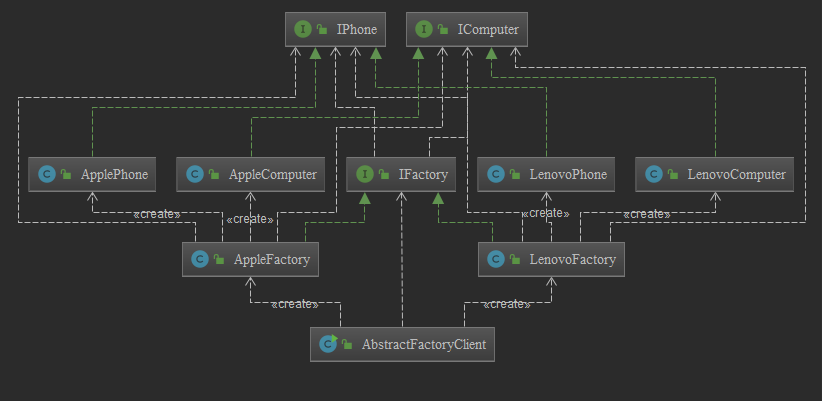 IPhone IComputer
ApplePhone AppleComputer IFactory LenovoPhone LenovoComputer
«create» «create» «create» «create»
AppleFactory LenovoFactory
«create» «create»
AbstractFactoryClient